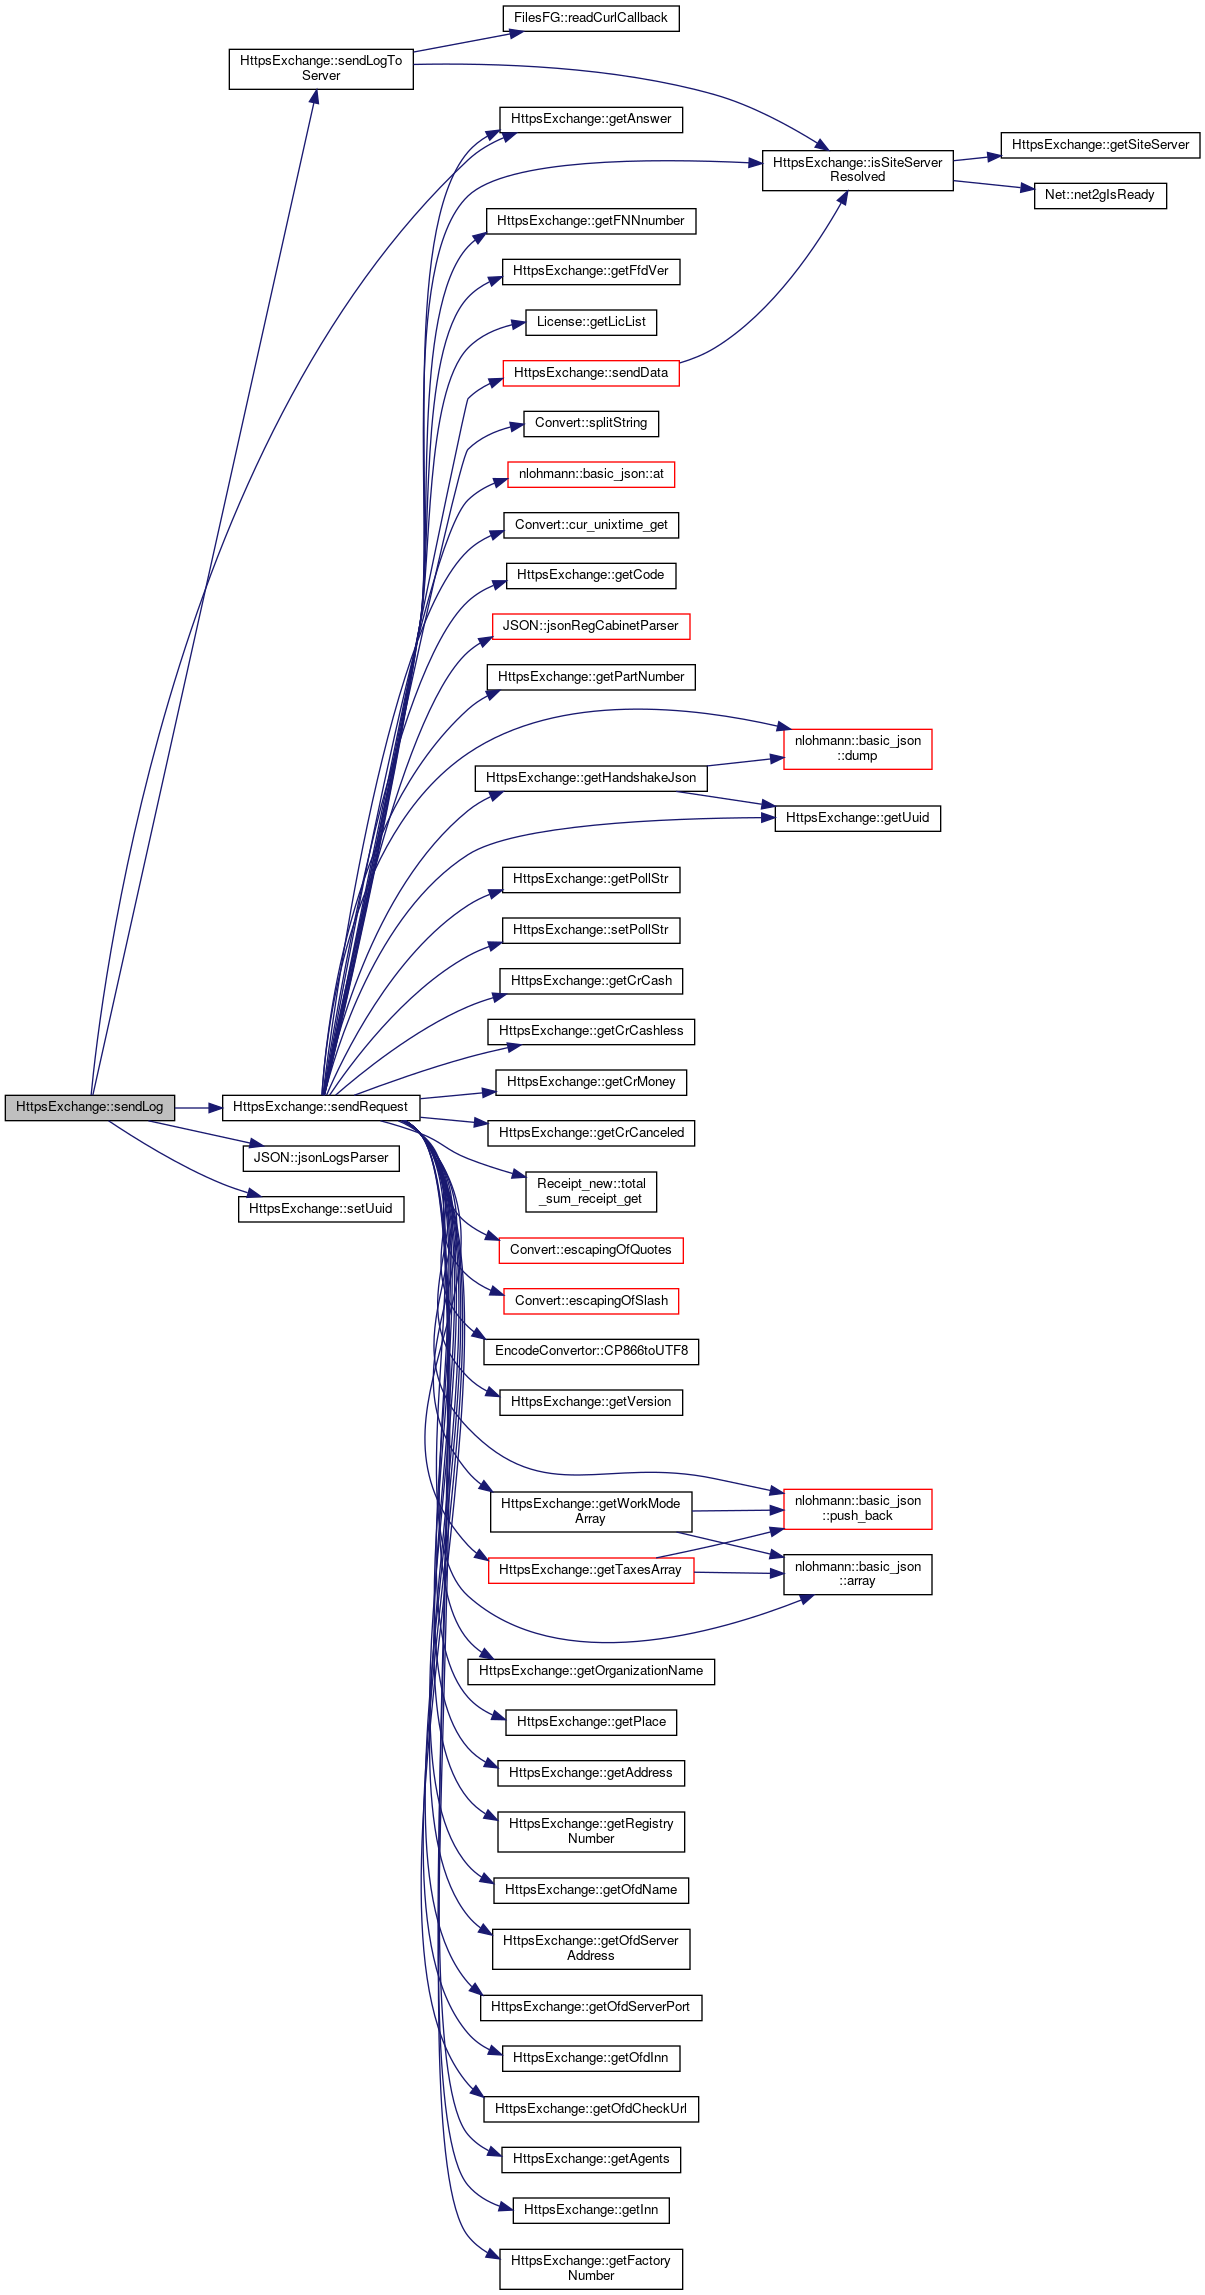 FilesFG::readCurlCallback
HttpsExchange::sendLogTo
Server
HttpsExchange::getAnswer
HttpsExchange::getSiteServer
HttpsExchange::isSiteServer
Resolved
Net::net2gIsReady
HttpsExchange::getFNNnumber
HttpsExchange::getFfdVer
License::getLicList
HttpsExchange::sendData
Convert::splitString
nlohmann::basic_json::at
Convert::cur_unixtime_get
HttpsExchange::getCode
JSON::jsonRegCabinetParser
HttpsExchange::getPartNumber
nlohmann::basic_json
::dump
HttpsExchange::getHandshakeJson
HttpsExchange::getUuid
HttpsExchange::getPollStr
HttpsExchange::setPollStr
HttpsExchange::getCrCash
HttpsExchange::getCrCashless
HttpsExchange::getCrMoney
HttpsExchange::sendLog
HttpsExchange::sendRequest
HttpsExchange::getCrCanceled
JSON::jsonLogsParser
Receipt_new::total
_sum_receipt_get
HttpsExchange::setUuid
Convert::escapingOfQuotes
Convert::escapingOfSlash
EncodeConvertor::CP866toUTF8
HttpsExchange::getVersion
HttpsExchange::getWorkMode
Array
nlohmann::basic_json
::push_back
HttpsExchange::getTaxesArray
nlohmann::basic_json
::array
HttpsExchange::getOrganizationName
HttpsExchange::getPlace
HttpsExchange::getAddress
HttpsExchange::getRegistry
Number
HttpsExchange::getOfdName
HttpsExchange::getOfdServer
Address
HttpsExchange::getOfdServerPort
HttpsExchange::getOfdInn
HttpsExchange::getOfdCheckUrl
HttpsExchange::getAgents
HttpsExchange::getInn
HttpsExchange::getFactory
Number